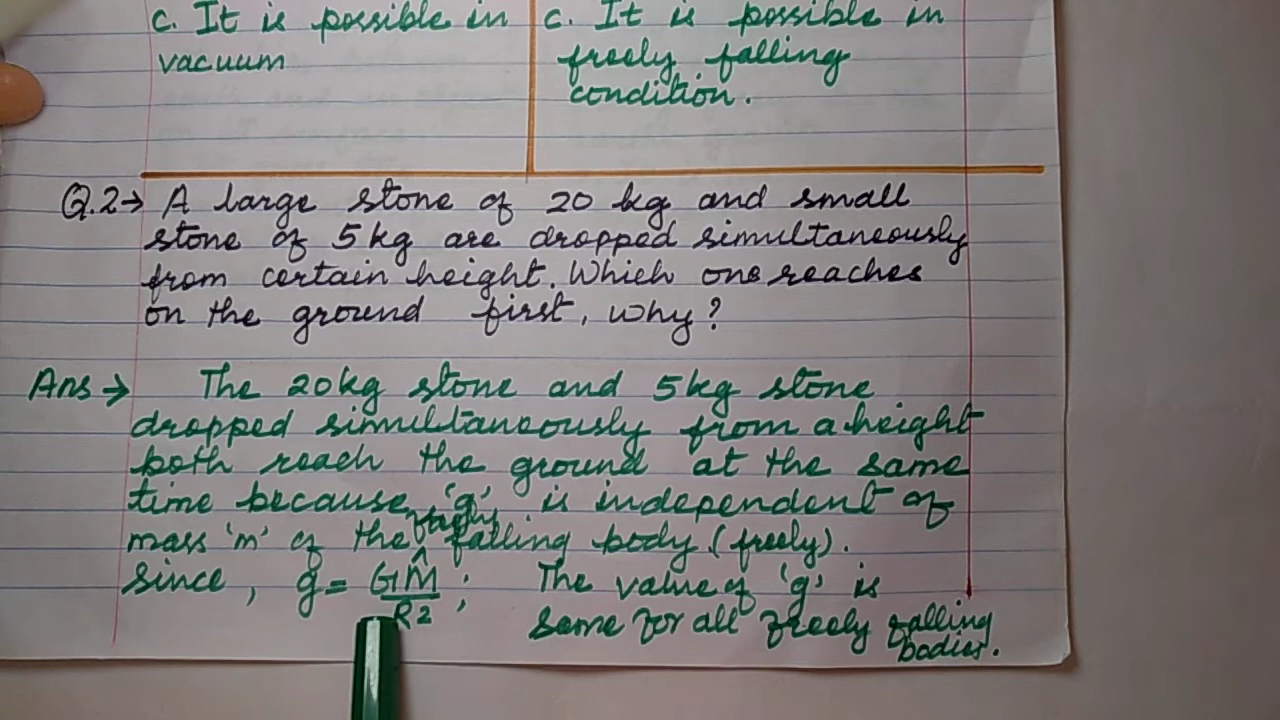 c. It is possible in
vacuum
c. It is possible in
freely falling
condition.
Q.2→ A large stone of 20 kg and small
stone of 5 kg are dropped simultaneously
from certain height. Which one reaches
on the ground first, why?
Ans → The 20 kg stone and 5 kg stone
dropped simultaneously from a height
both reach the ground at the same
time because 'g' is independent of
mass 'm' of the falling body (freely).
since, g = GM/R2 ; The value of 'g' is
same for all freely falling
bodies.